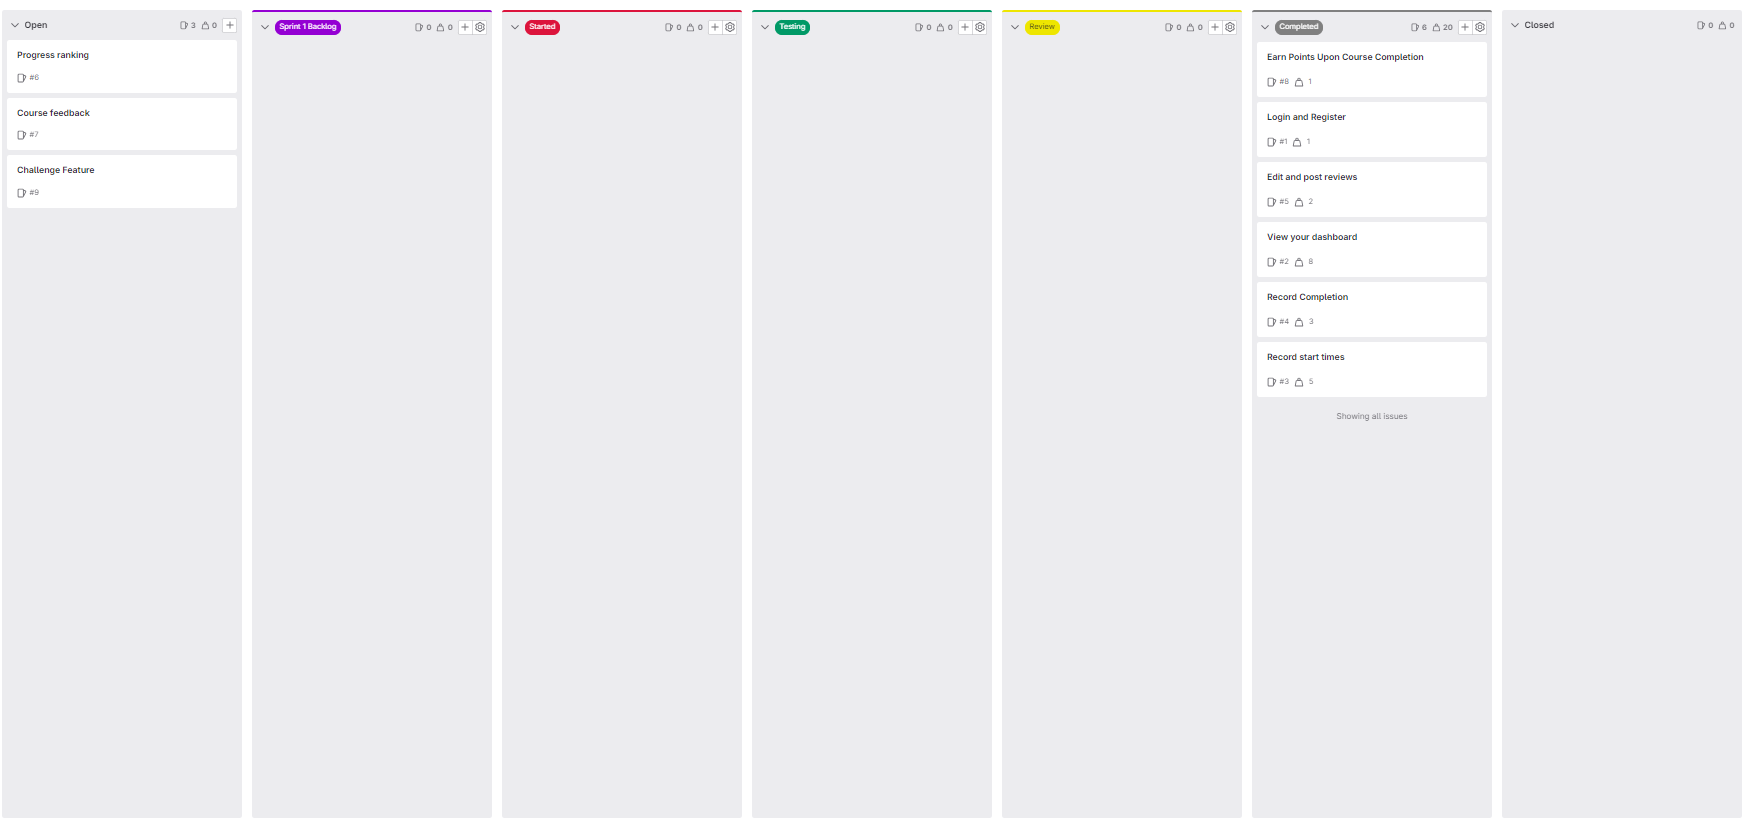 Open 3 0
Progress ranking
#6
Course feedback
#7
Challenge Feature
#9
Sprint 1 Backlog 0 0
Started 0 0
Testing 0 0
Review 0 0
Completed 6 20
Earn Points Upon Course Completion
#8 1
Login and Register
#1 1
Edit and post reviews
#5 2
View your dashboard
#2 8
Record Completion
#4 3
Record start times
#3 5
Showing all issues
Closed 0 0